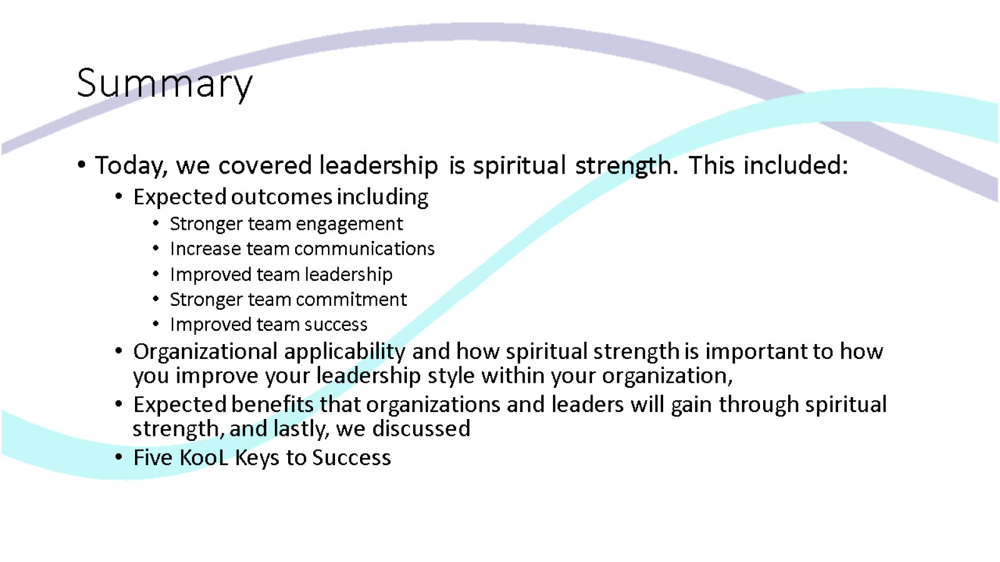 Summary
• Today, we covered leadership is spiritual strength. This included:
• Expected outcomes including
• Stronger team engagement
• Increase team communications
• Improved team leadership
• Stronger team commitment
• Improved team success
• Organizational applicability and how spiritual strength is important to how
you improve your leadership style within your organization,
• Expected benefits that organizations and leaders will gain through spiritual
strength, and lastly, we discussed
• Five KooL Keys to Success